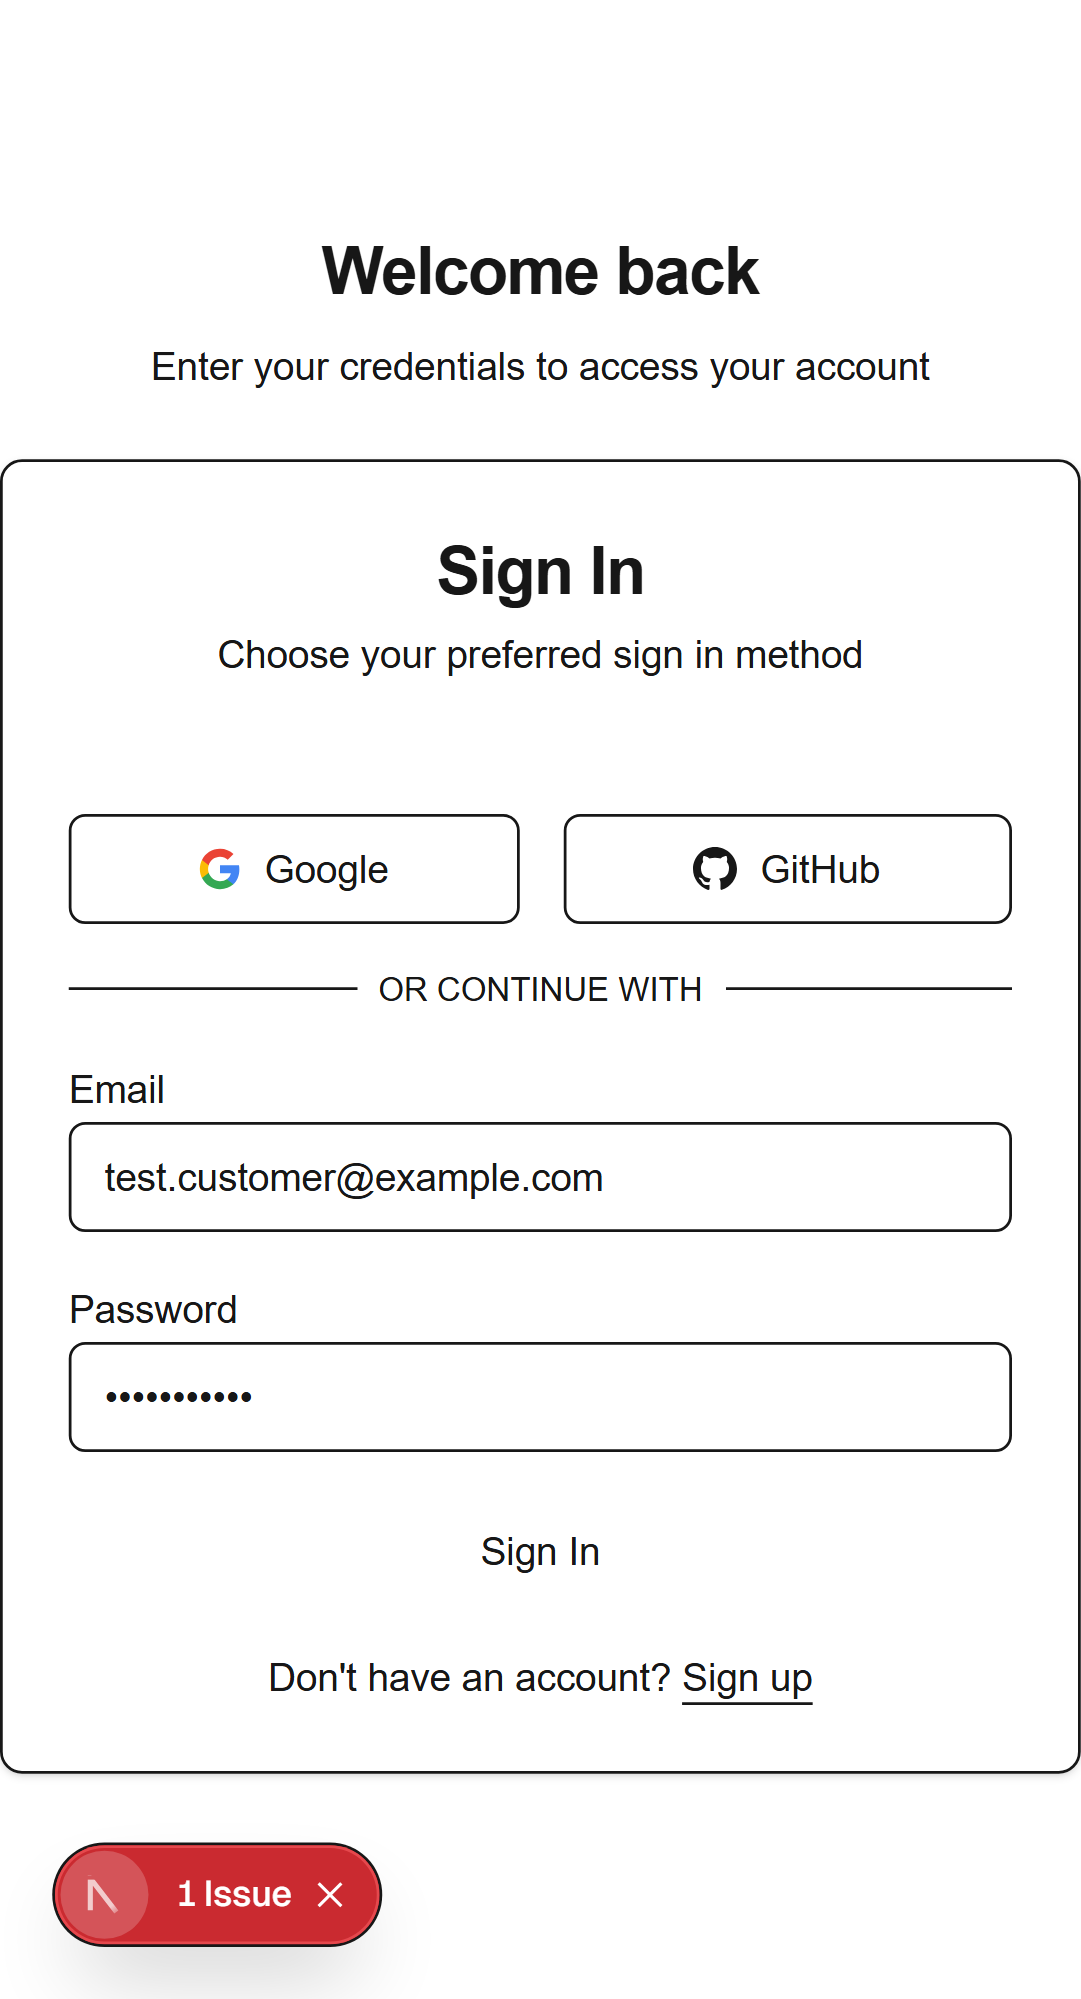 Welcome back
Enter your credentials to access your account
Sign In
Choose your preferred sign in method
Google
GitHub
OR CONTINUE WITH
Email
test.customer@example.com
Password
•••••••••••
Sign In
Don't have an account? Sign up
1 Issue